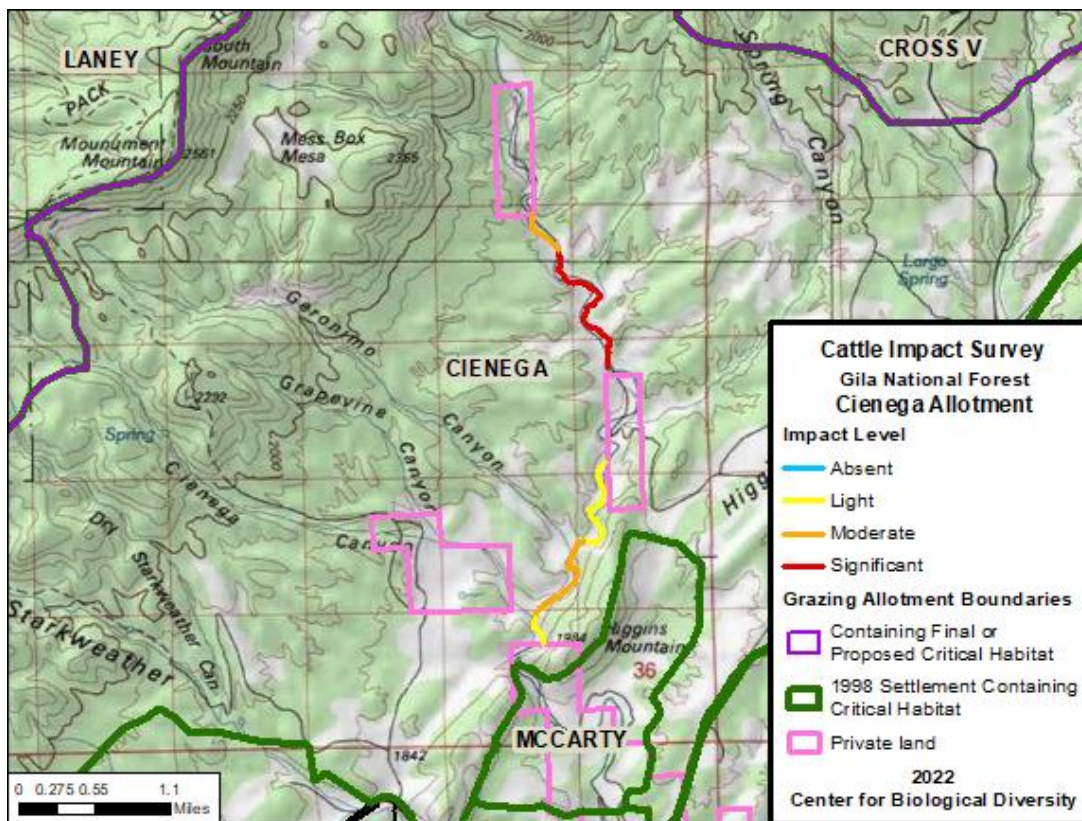 LANEY
CROSS V
South
Mountain
2000
PACK
2250
Spring
Canyon
Mounument
Mountain
2561
Mess Box
Mesa
2365
Largo
Spring
Geronimo
CIENEGA
Grapevine
Canyon
Canyon
2292
2000
Spring
Cienega
Canyon
Dry
Starkweather Can
Starkweather
1984
Higgins
Mountain
36
MCCARTY
1842
0 0.275 0.55 1.1
Miles
Cattle Impact Survey
Gila National Forest
Cienega Allotment
Impact Level
Absent
Light
Moderate
Significant
Grazing Allotment Boundaries
Containing Final or
Proposed Critical Habitat
1998 Settlement Containing
Critical Habitat
Private land
2022
Center for Biological Diversity